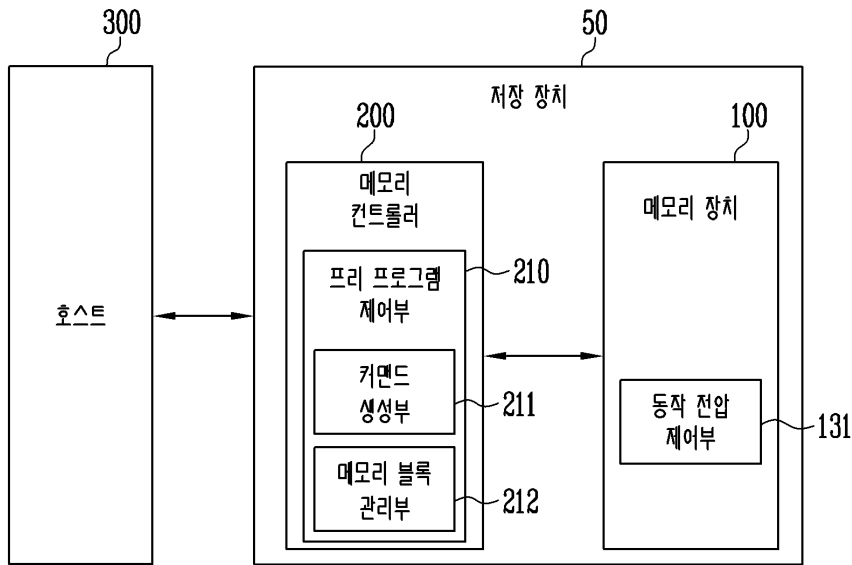 300
50
저장 장치
200
100
메모리
컨트롤러
메모리 장치
210
프리 프로그램
제어부
호스트
커맨드
생성부
211
동작 전압
제어부
131
메모리 블록
관리부
212